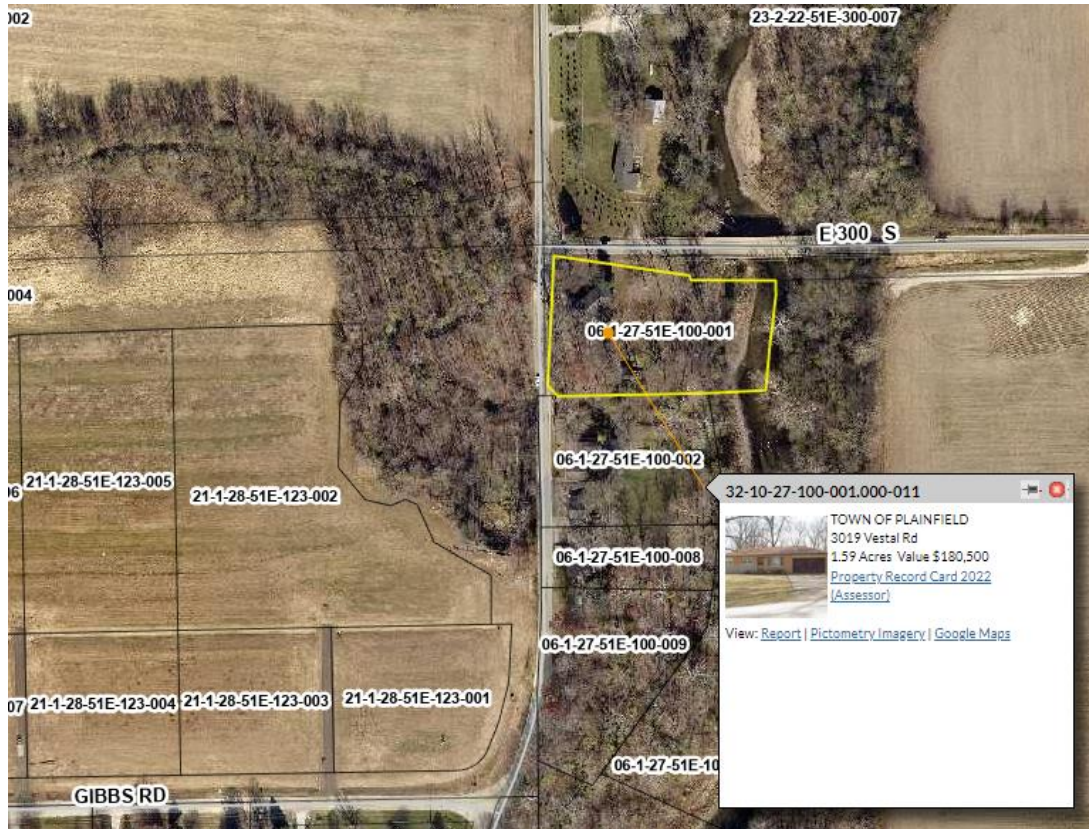 002
23-2-22-51E-300-007
E 300 S
004
06-1-27-51E-100-001
06-1-27-51E-100-002
21-1-28-51E-123-005
06
21-1-28-51E-123-002
32-10-27-100-001.000-011
TOWN OF PLAINFIELD
3019 Vestal Rd
1.59 Acres Value $180,500
Property Record Card 2022
(Assessor)
View: Report | Pictometry Imagery | Google Maps
06-1-27-51E-100-008
06-1-27-51E-100-009
07
21-1-28-51E-123-004
21-1-28-51E-123-003
21-1-28-51E-123-001
06-1-27-51E-10
GIBBS RD